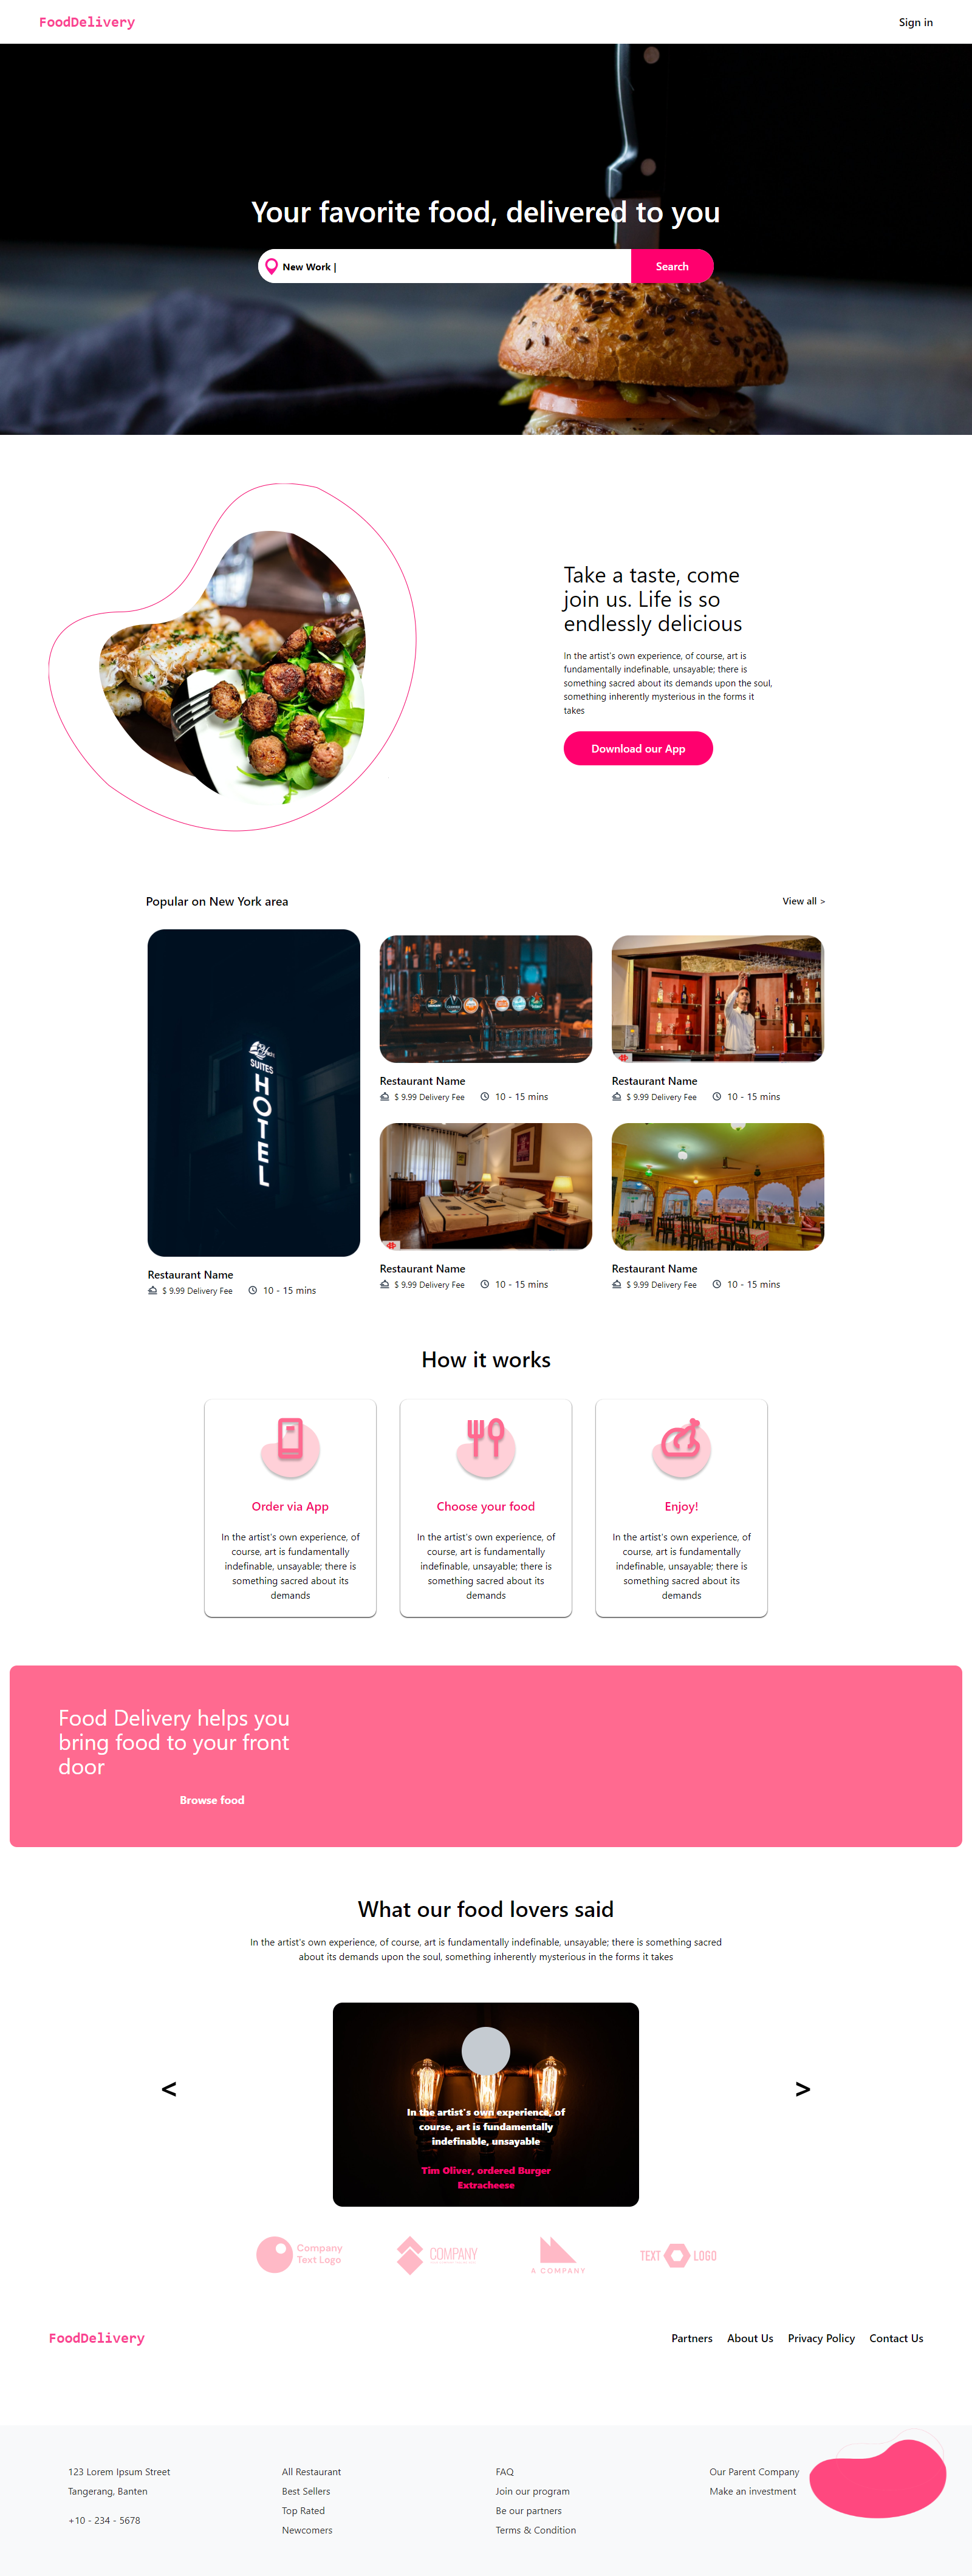 FoodDelivery
Sign in
Your favorite food, delivered to you
New Work |
Search
Take a taste, come
join us. Life is so
endlessly delicious
In the artist's own experience, of course, art is
fundamentally indefinable, unsayable; there is
something sacred about its demands upon the soul,
something inherently mysterious in the forms it
takes
Download our App
Popular on New York area
View all >
SUITES
HOTEL
Restaurant Name
$ 9.99 Delivery Fee
10 - 15 mins
Restaurant Name
$ 9.99 Delivery Fee
10 - 15 mins
Restaurant Name
$ 9.99 Delivery Fee
10 - 15 mins
Restaurant Name
$ 9.99 Delivery Fee
10 - 15 mins
Restaurant Name
$ 9.99 Delivery Fee
10 - 15 mins
How it works
Order via App
In the artist's own experience, of
course, art is fundamentally
indefinable, unsayable; there is
something sacred about its
demands
Choose your food
In the artist's own experience, of
course, art is fundamentally
indefinable, unsayable; there is
something sacred about its
demands
Enjoy!
In the artist's own experience, of
course, art is fundamentally
indefinable, unsayable; there is
something sacred about its
demands
Food Delivery helps you
bring food to your front
door
Browse food
What our food lovers said
In the artist's own experience, of course, art is fundamentally indefinable, unsayable; there is something sacred
about its demands upon the soul, something inherently mysterious in the forms it takes
<
>
In the artist's own experience, of
course, art is fundamentally
indefinable, unsayable
Tim Oliver, ordered Burger
Extracheese
Company
Text Logo
COMPANY
A COMPANY
TEXT LOGO
FoodDelivery
Partners
About Us
Privacy Policy
Contact Us
123 Lorem Ipsum Street
Tangerang, Banten
+10 - 234 - 5678
All Restaurant
Best Sellers
Top Rated
Newcomers
FAQ
Join our program
Be our partners
Terms & Condition
Our Parent Company
Make an investment